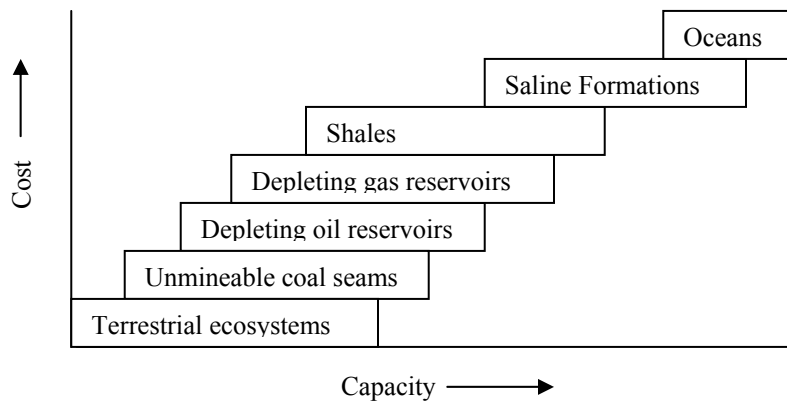 Oceans
Saline Formations
Shales
Depleting gas reservoirs
Depleting oil reservoirs
Unmineable coal seams
Terrestrial ecosystems
Cost
Capacity